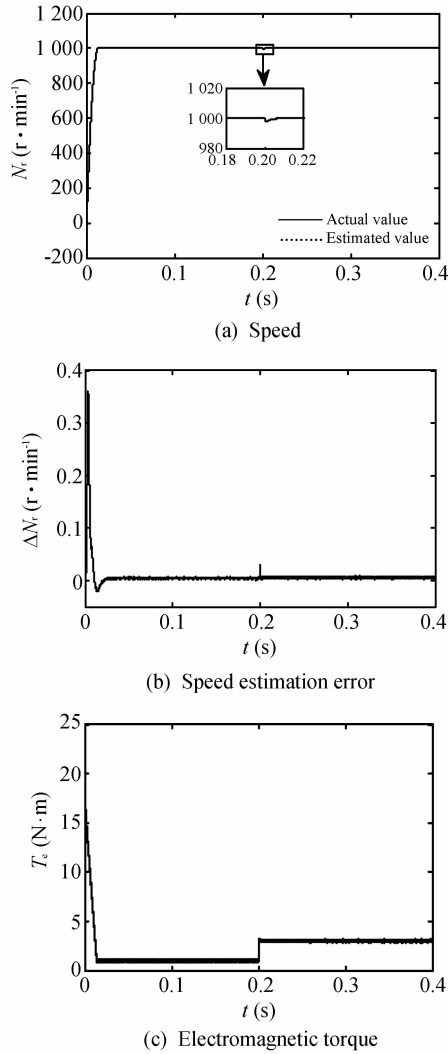 1 200
1 000
800
600
400
200
0
-200
Nr (r • min-1)
1 020
1 000
980
0.18 0.20 0.22
Actual value
Estimated value
0 0.1 0.2 0.3 0.4
t (s)
(a) Speed
0.4
0.3
0.2
0.1
0
ΔNr (r • min-1)
0 0.1 0.2 0.3 0.4
t (s)
(b) Speed estimation error
25
20
15
10
5
0
Te (N·m)
0 0.1 0.2 0.3 0.4
t (s)
(c) Electromagnetic torque